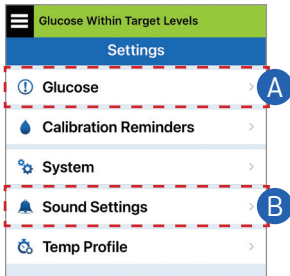 Glucose Within Target Levels
Settings
Glucose
A
Calibration Reminders
System
Sound Settings
B
Temp Profile